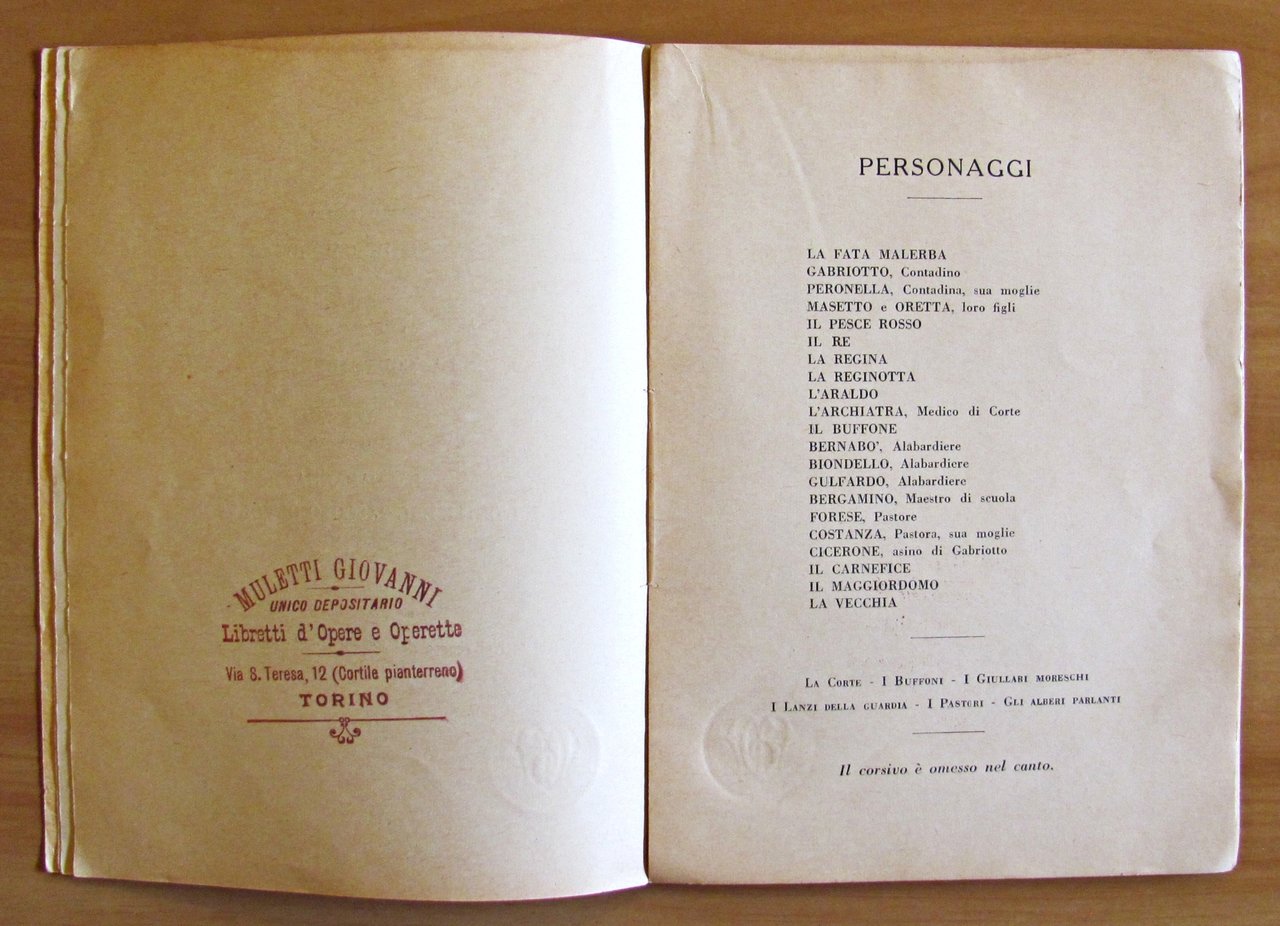 MULETTI GIOVANNI
UNICO DEPOSITARIO
Libretti d'Opere e Operette
Via S. Teresa, 12 (Cortile pianterreno)
TORINO
PERSONAGGI
LA FATA MALERBA
GABRIOTTO, Contadino
PERONELLA, Contadina, sua moglie
MASETTO e ORETTA, loro figli
IL PESCE ROSSO
IL RE
LA REGINA
LA REGINOTTA
L'ARALDO
L'ARCHIATRA, Medico di Corte
IL BUFFONE
BERNABO', Alabardiere
BIONDELLO, Alabardiere
GULFARDO, Alabardiere
BERGAMINO, Maestro di scuola
FORESE, Pastore
COSTANZA, Pastora, sua moglie
CICERONE, asino di Gabriotto
IL CARNEFICE
IL MAGGIORDOMO
LA VECCHIA
LA CORTE - I BUFFONI - I GIULLARI MORESCHI
I LANZI DELLA GUARDIA - I PASTORI - GLI ALBERI PARLANTI
Il corsivo è omesso nel canto.